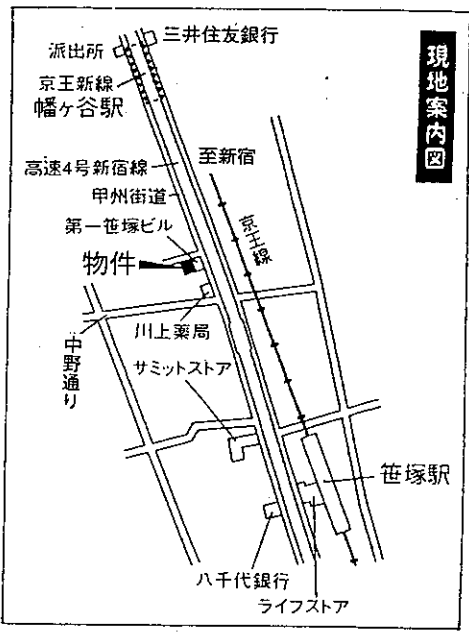 現地案内図
三井住友銀行
派出所
京王新線
幡ヶ谷駅
高速4号新宿線
至新宿
甲州街道
京王線
第一笹塚ビル
物件
川上薬局
中野通り
サミットストア
笹塚駅
八千代銀行
ライフストア